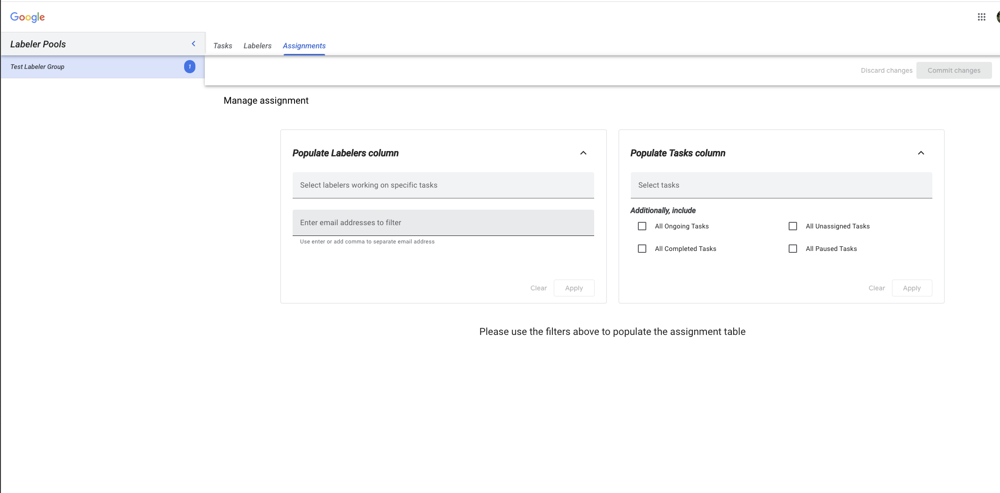 Google
Labeler Pools
Tasks Labelers Assignments
Test Labeler Group 1
Discard changes Commit changes
Manage assignment
Populate Labelers column
Select labelers working on specific tasks
Enter email addresses to filter
Use enter or add comma to separate email address
Clear Apply
Populate Tasks column
Select tasks
Additionally, include
All Ongoing Tasks All Unassigned Tasks
All Completed Tasks All Paused Tasks
Clear Apply
Please use the filters above to populate the assignment table